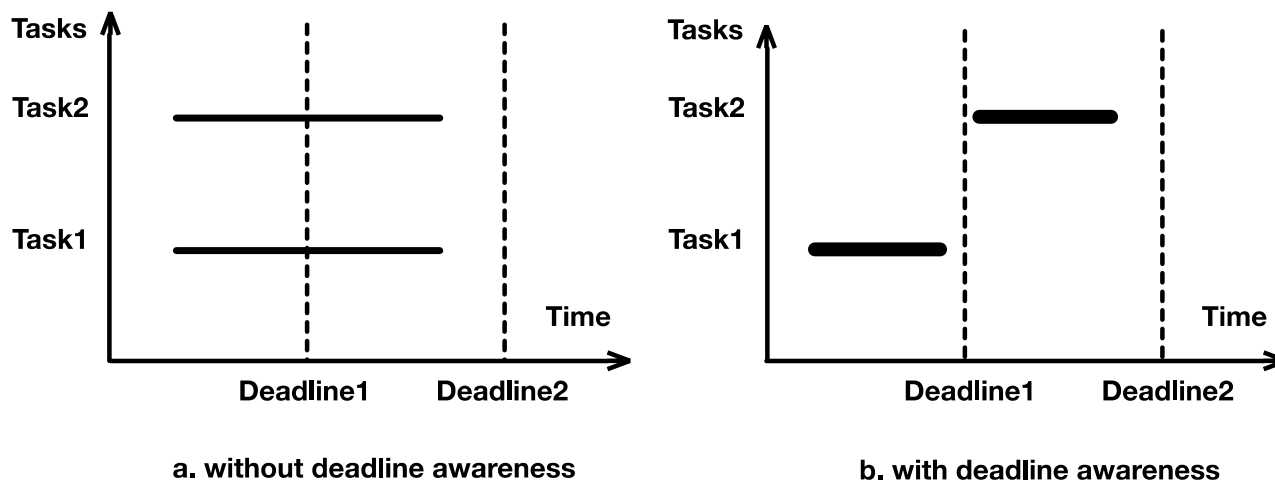 Tasks
Task2
Task1
Time
Deadline1 Deadline2
a. without deadline awareness
Tasks
Task2
Task1
Time
Deadline1 Deadline2
b. with deadline awareness